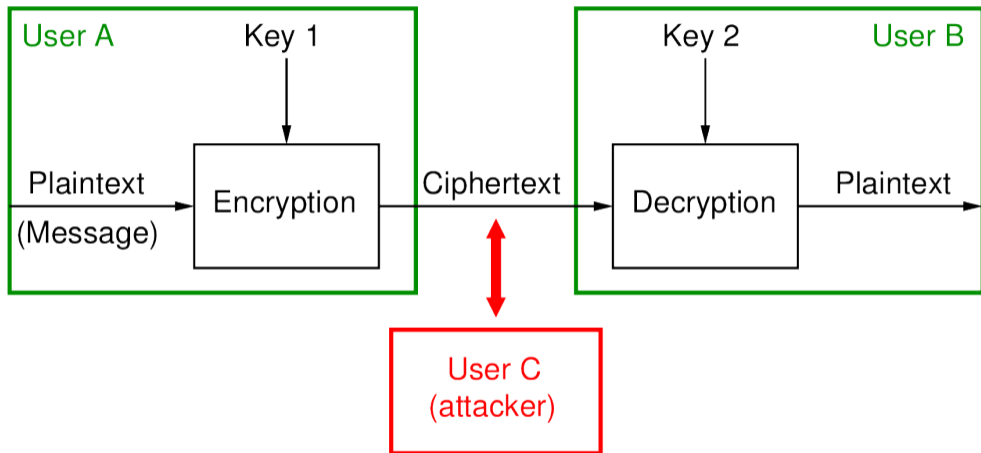 User A
Key 1
Key 2
User B
Plaintext
(Message)
Encryption
Ciphertext
Decryption
Plaintext
User C
(attacker)